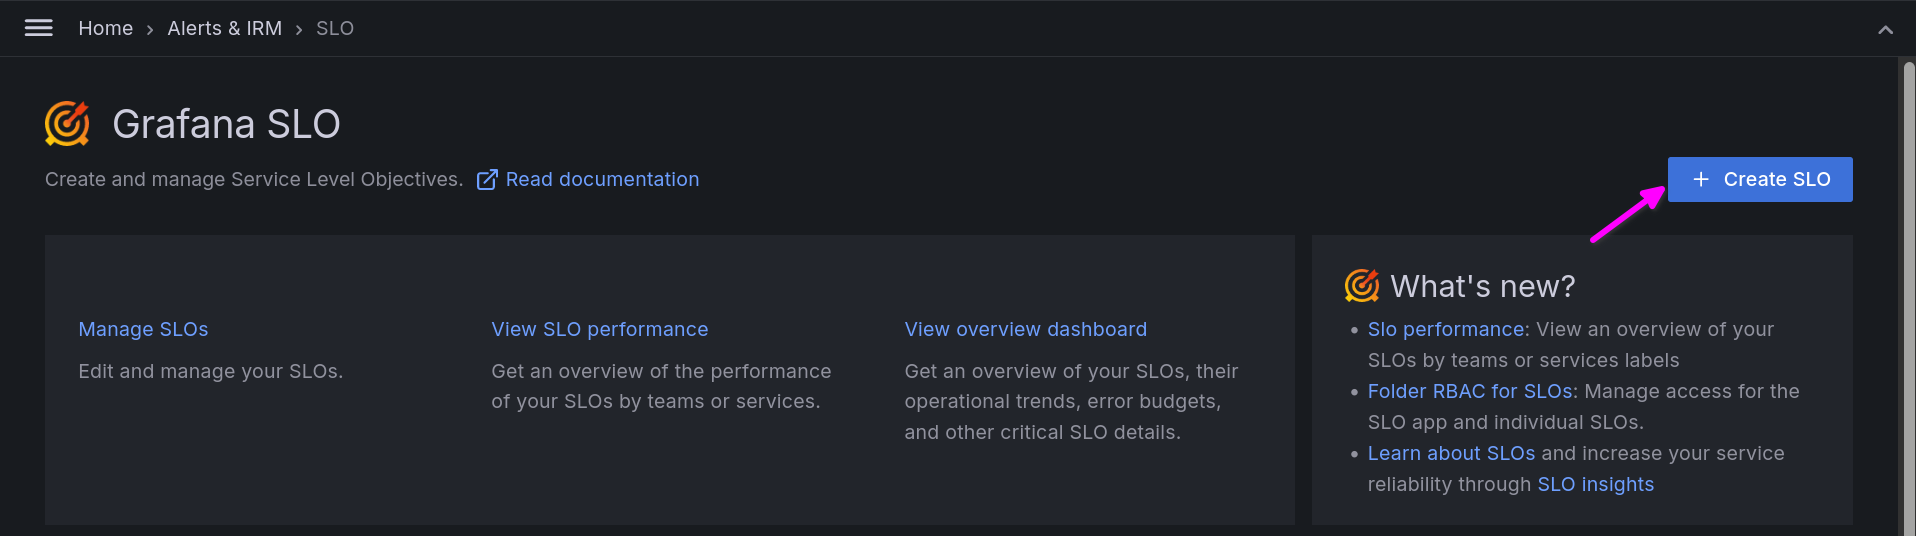 Home › Alerts & IRM › SLO
Grafana SLO
Create and manage Service Level Objectives. Read documentation
+ Create SLO
Manage SLOs
Edit and manage your SLOs.
View SLO performance
Get an overview of the performance
of your SLOs by teams or services.
View overview dashboard
Get an overview of your SLOs, their
operational trends, error budgets,
and other critical SLO details.
What's new?
• Slo performance: View an overview of your
SLOs by teams or services labels
• Folder RBAC for SLOs: Manage access for the
SLO app and individual SLOs.
• Learn about SLOs and increase your service
reliability through SLO insights